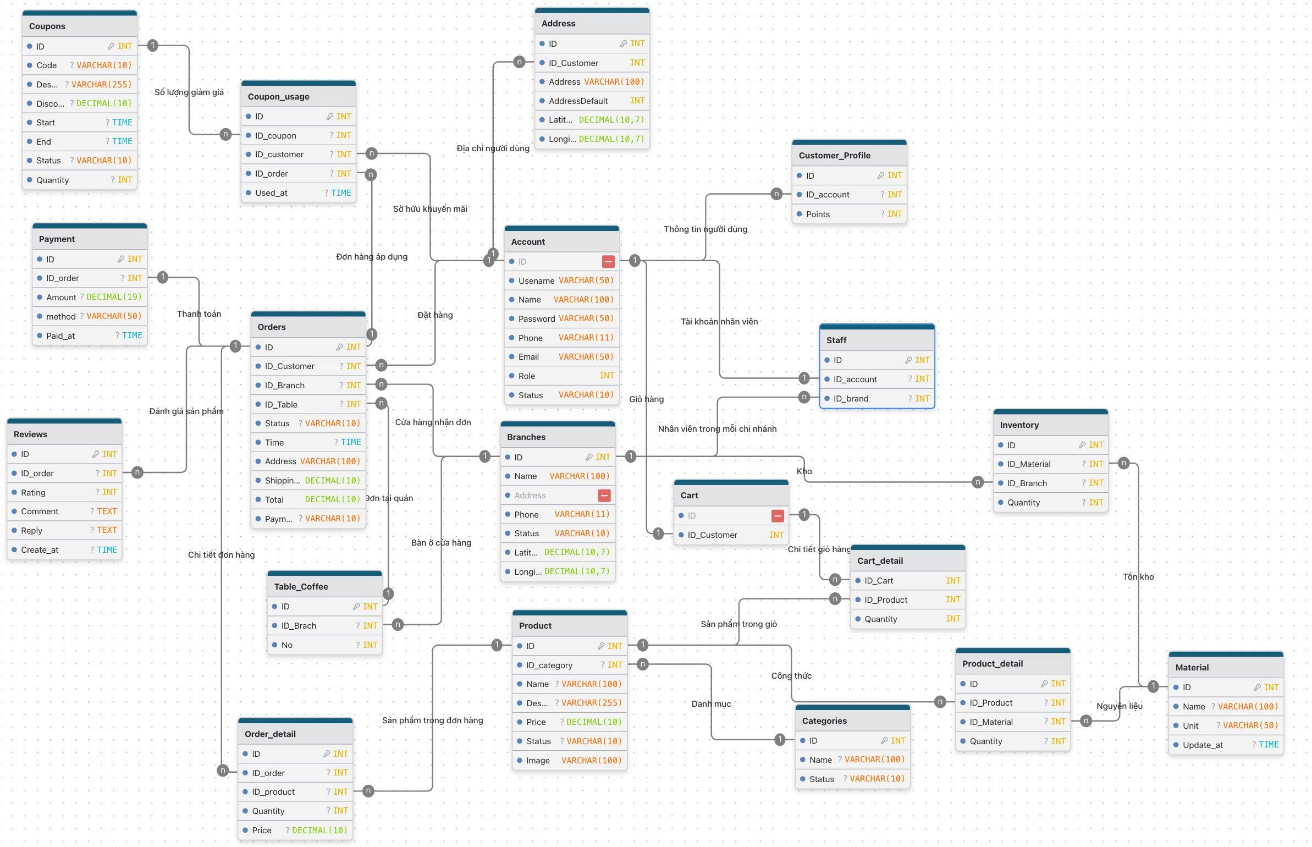 Coupons
ID INT
Code ? VARCHAR(10)
Des... ? VARCHAR(255)
Disco... ? DECIMAL(10)
Start ? TIME
End ? TIME
Status ? VARCHAR(10)
Quantity ? INT
1
Số lượng giảm giá
n
Coupon_usage
ID INT
ID_coupon ? INT
ID_customer ? INT
ID_order ? INT
Used_at ? TIME
n
n
Sở hữu khuyến mãi
Đơn hàng áp dụng
Address
ID INT
ID_Customer INT
Address VARCHAR(100)
AddressDefault INT
Latit... DECIMAL(10,7)
Longi... DECIMAL(10,7)
n
Địa chỉ người dùng
Customer_Profile
ID INT
ID_account ? INT
Points ? INT
n
Thông tin người dùng
Payment
ID INT
ID_order ? INT
Amount ? DECIMAL(19)
method ? VARCHAR(50)
Paid_at ? TIME
1
Thanh toán
Account
ID
Usename VARCHAR(50)
Name VARCHAR(100)
Password VARCHAR(50)
Phone VARCHAR(11)
Email VARCHAR(50)
Role INT
Status VARCHAR(10)
1
1
1
Đặt hàng
Tài khoản nhân viên
Giỏ hàng
Orders
ID INT
ID_Customer ? INT
ID_Branch ? INT
ID_Table ? INT
Status ? VARCHAR(10)
Time ? TIME
Address VARCHAR(100)
Shippin... DECIMAL(10)
Total DECIMAL(10)
Paym... ? VARCHAR(10)
1
1
n
n
n
Cửa hàng nhận đơn
Đơn tại quán
Đánh giá sản phẩm
Chi tiết đơn hàng
Staff
ID INT
ID_account ? INT
ID_brand ? INT
1
n
Nhân viên trong mỗi chi nhánh
Reviews
ID INT
ID_order ? INT
Rating ? INT
Comment ? TEXT
Reply ? TEXT
Create_at ? TIME
n
Branches
ID INT
Name VARCHAR(100)
Address
Phone VARCHAR(11)
Status VARCHAR(10)
Latit... DECIMAL(10,7)
Longi... DECIMAL(10,7)
1
1
Bàn ở cửa hàng
Kho
Inventory
ID INT
ID_Material ? INT
ID_Branch ? INT
Quantity ? INT
n
n
Tồn kho
Cart
ID
ID_Customer INT
1
1
Chi tiết giỏ hàng
Cart_detail
ID_Cart INT
ID_Product INT
Quantity INT
n
n
Sản phẩm trong giỏ
Table_Coffee
ID INT
ID_Brach ? INT
No ? INT
1
n
Product
ID INT
ID_category ? INT
Name ? VARCHAR(100)
Des... ? VARCHAR(255)
Price ? DECIMAL(10)
Status ? VARCHAR(10)
Image VARCHAR(100)
1
1
n
Công thức
Danh mục
Sản phẩm trong đơn hàng
Product_detail
ID INT
ID_Product ? INT
ID_Material ? INT
Quantity ? INT
n
n
Nguyên liệu
Material
ID INT
Name ? VARCHAR(100)
Unit ? VARCHAR(50)
Update_at ? TIME
1
Categories
ID INT
Name ? VARCHAR(100)
Status ? VARCHAR(10)
1
Order_detail
ID INT
ID_order ? INT
ID_product ? INT
Quantity ? INT
Price ? DECIMAL(10)
n
n